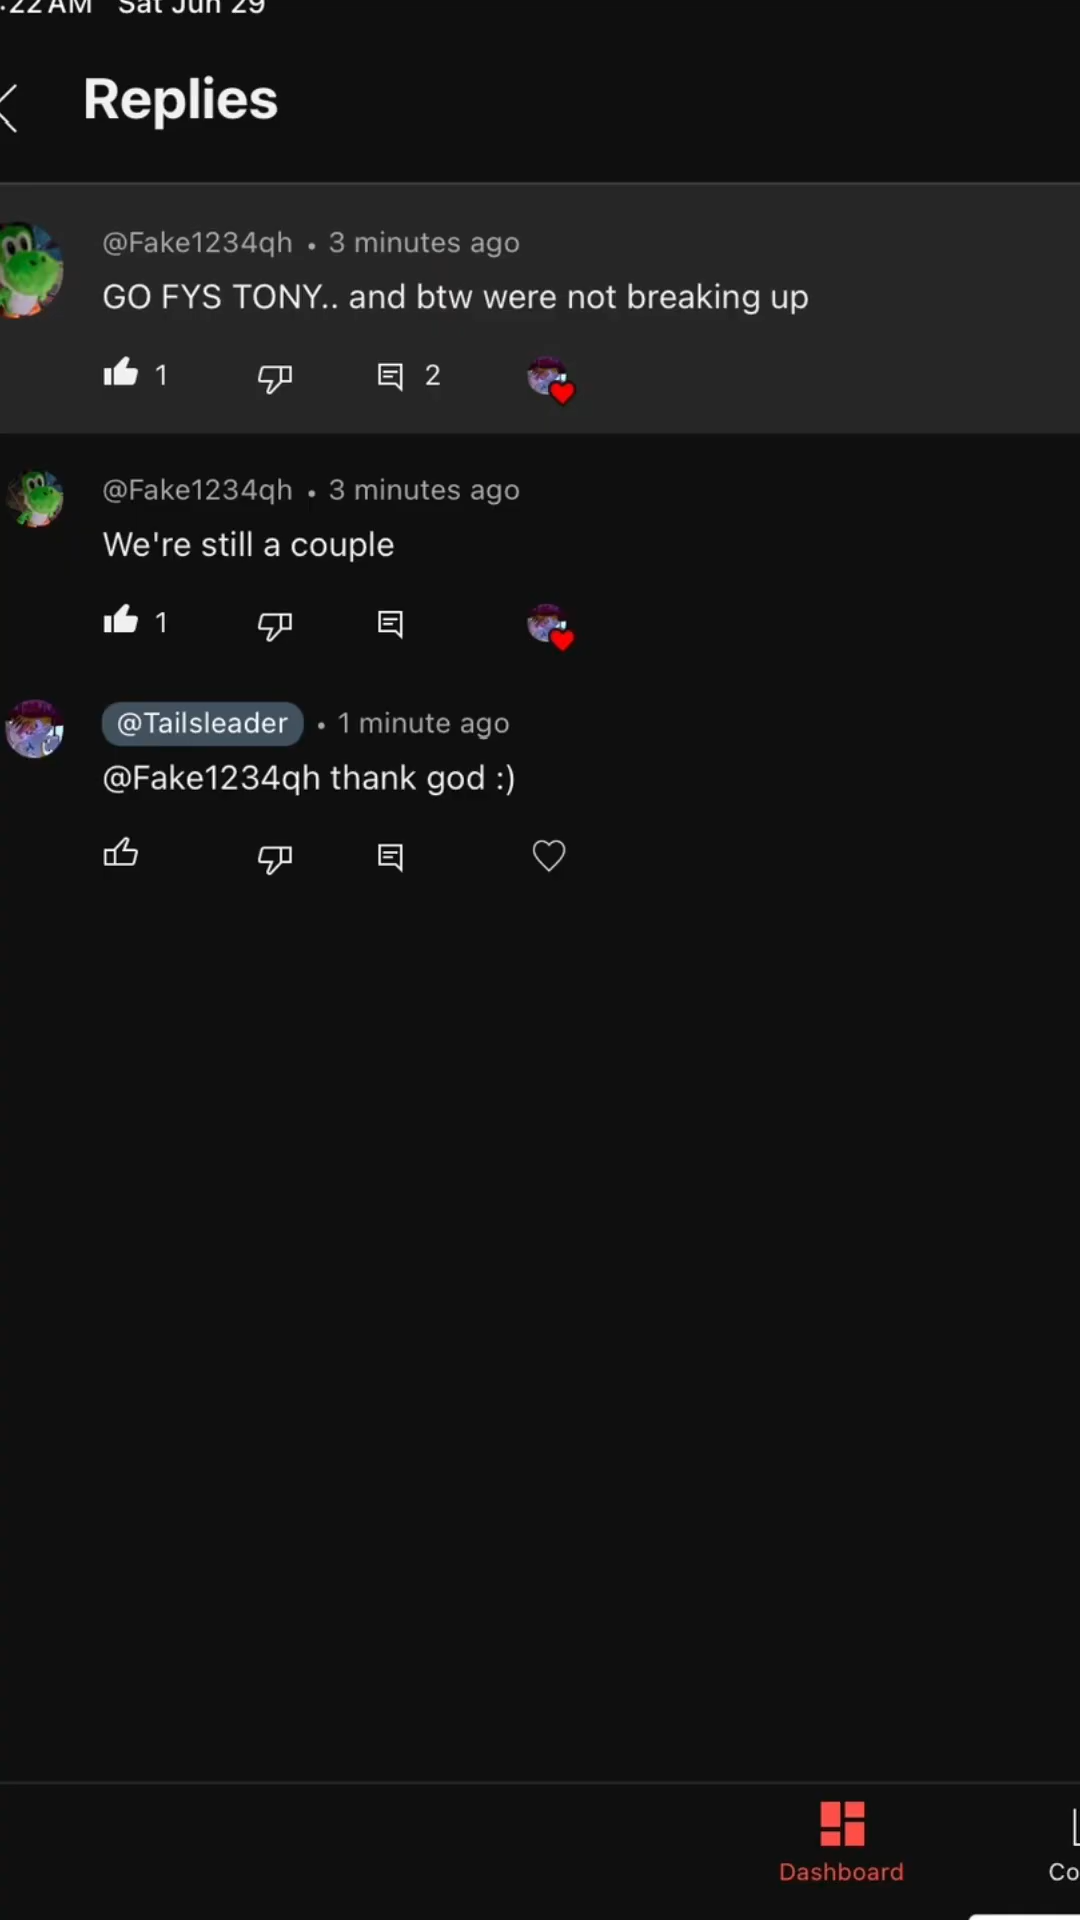 :22 AM Sat Jun 29
Replies
@Fake1234qh • 3 minutes ago
GO FYS TONY.. and btw were not breaking up
1
2
@Fake1234qh • 3 minutes ago
We're still a couple
1
@Tailsleader • 1 minute ago
@Fake1234qh thank god :)
Dashboard
Co